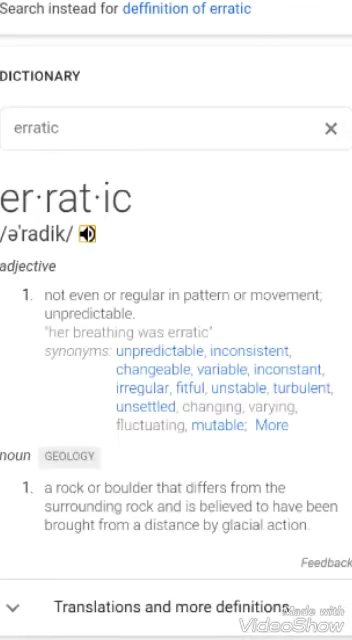 Search instead for deffinition of erratic
DICTIONARY
erratic ✕
er·rat·ic
/əˈradik/
adjective
1. not even or regular in pattern or movement;
unpredictable.
"her breathing was erratic"
synonyms: unpredictable, inconsistent,
changeable, variable, inconstant,
irregular, fitful, unstable, turbulent,
unsettled, changing, varying,
fluctuating, mutable; More
noun GEOLOGY
1. a rock or boulder that differs from the
surrounding rock and is believed to have been
brought from a distance by glacial action.
Feedback
Translations and more definitions
Made with
VideoShow